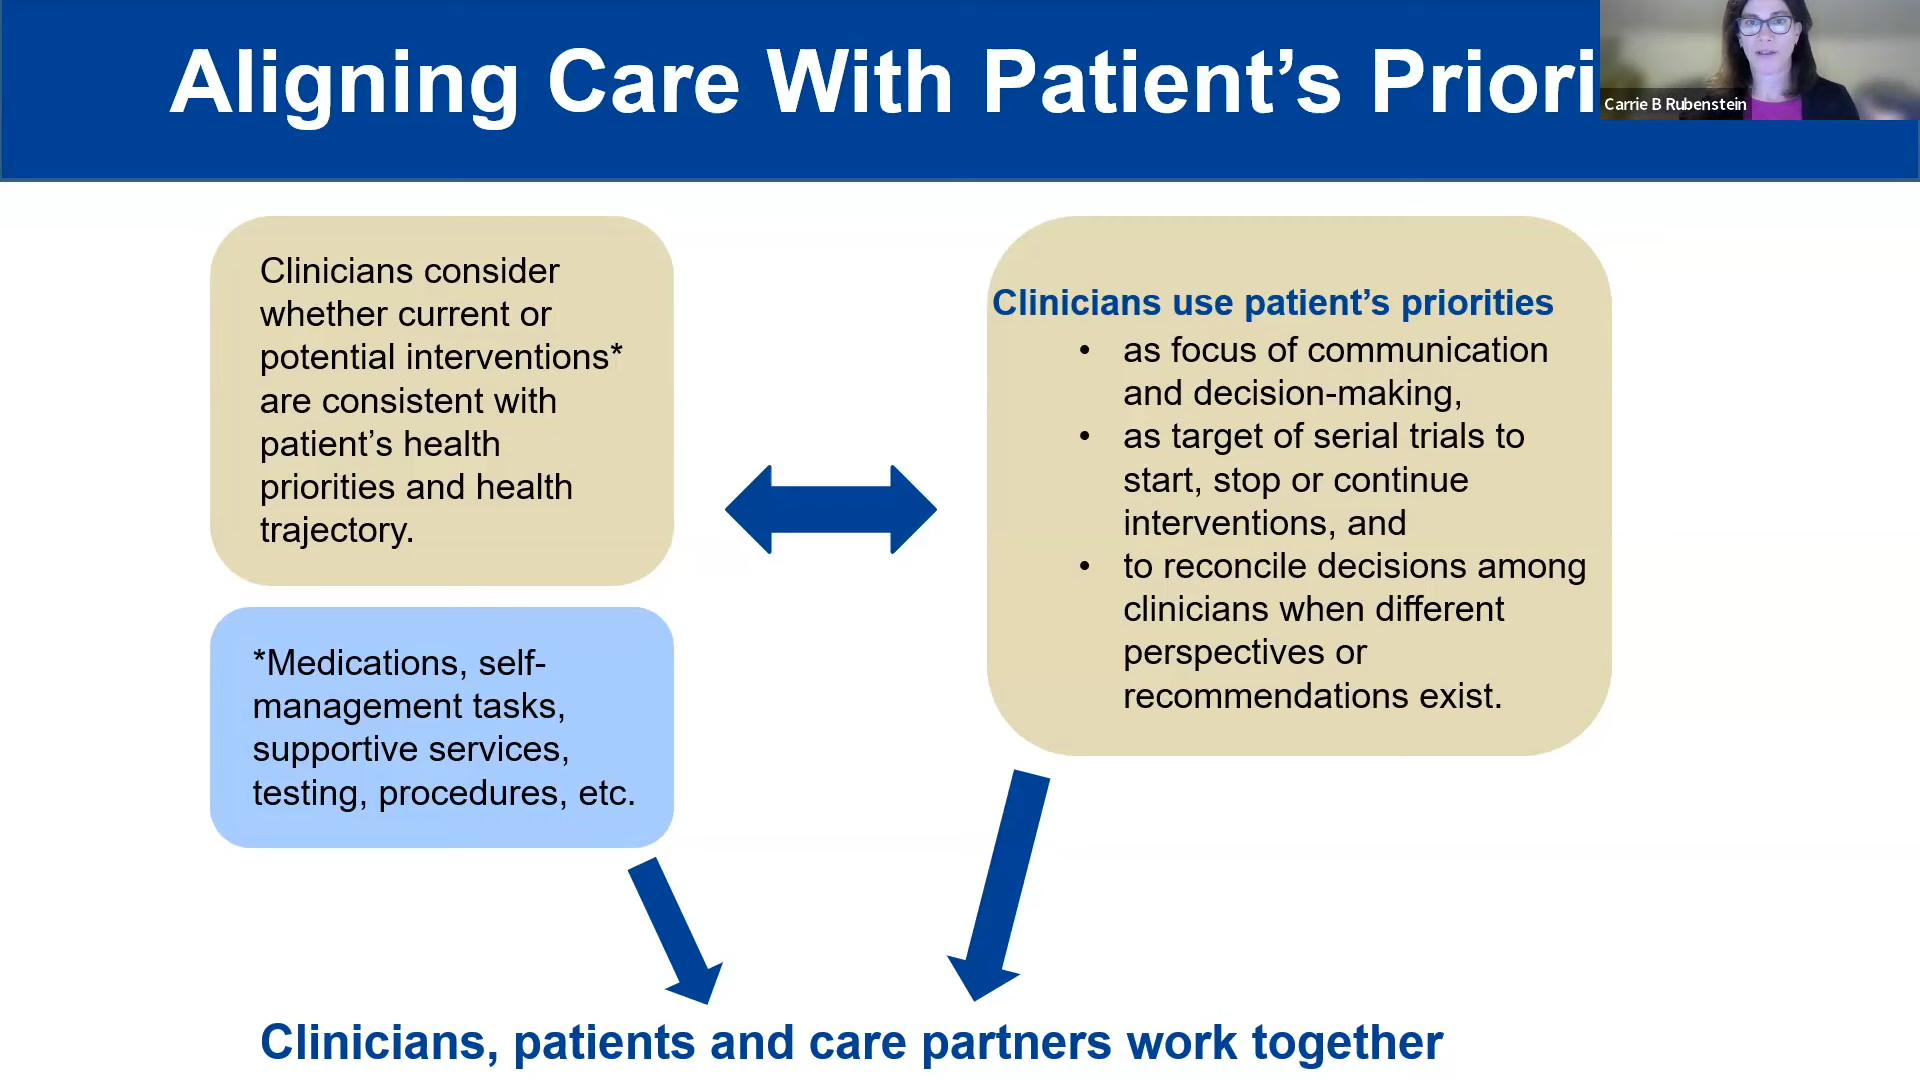 Aligning Care With Patient’s Priori
Carrie B Rubenstein
Clinicians consider
whether current or
potential interventions*
are consistent with
patient’s health
priorities and health
trajectory.
*Medications, self-
management tasks,
supportive services,
testing, procedures, etc.
Clinicians use patient’s priorities
• as focus of communication
and decision-making,
• as target of serial trials to
start, stop or continue
interventions, and
• to reconcile decisions among
clinicians when different
perspectives or
recommendations exist.
Clinicians, patients and care partners work together